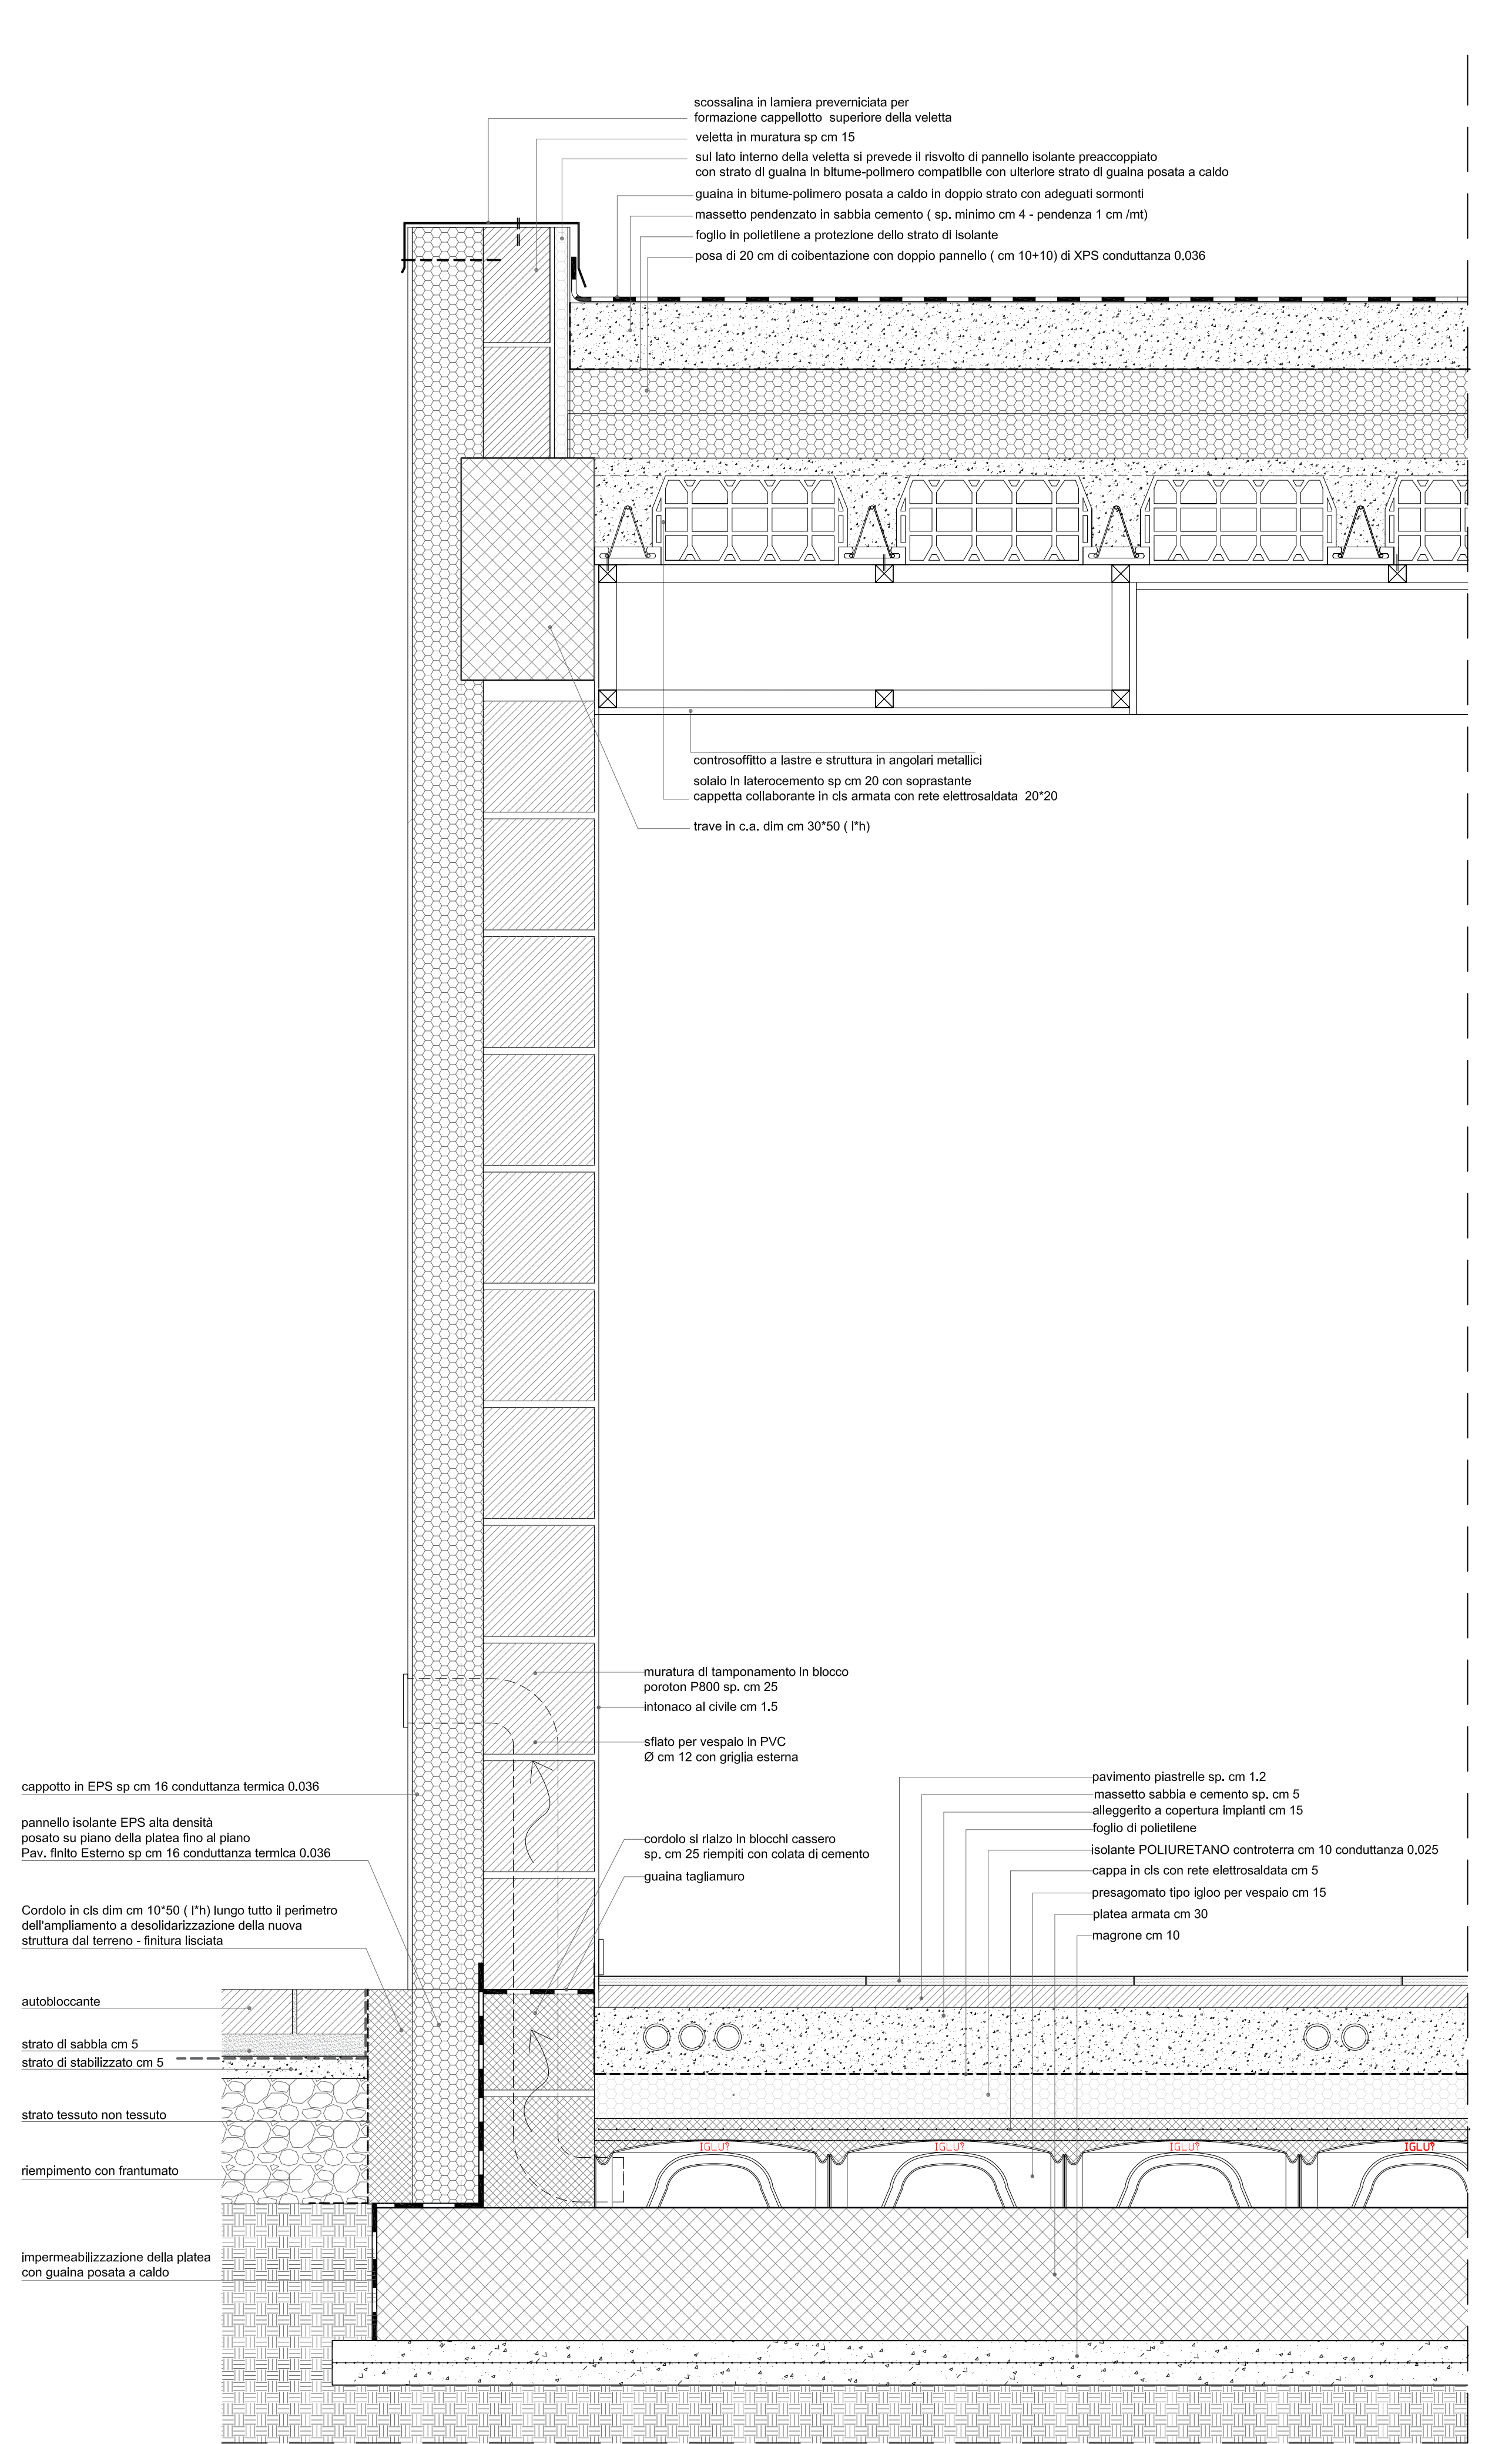 scossalina in lamiera preverniciata per
formazione cappellotto superiore della veletta
veletta in muratura sp cm 15
sul lato interno della veletta si prevede il risvolto di pannello isolante preaccoppiato
con strato di guaina in bitume-polimero compatibile con ulteriore strato di guaina posata a caldo
guaina in bitume-polimero posata a caldo in doppio strato con adeguati sormonti
massetto pendenzato in sabbia cemento ( sp. minimo cm 4 - pendenza 1 cm /mt)
foglio in polietilene a protezione dello strato di isolante
posa di 20 cm di coibentazione con doppio pannello ( cm 10+10) di XPS conduttanza 0.036
controsoffitto a lastre e struttura in angolari metallici
solaio in laterocemento sp cm 20 con soprastante
cappetta collaborante in cls armata con rete elettrosaldata 20*20
trave in c.a. dim cm 30*50 ( l*h)
muratura di tamponamento in blocco
poroton P800 sp. cm 25
intonaco al civile cm 1.5
sfiato per vespaio in PVC
Ø cm 12 con griglia esterna
cordolo si rialzo in blocchi cassero
sp. cm 25 riempiti con colata di cemento
guaina tagliamuro
pavimento piastrelle sp. cm 1.2
massetto sabbia e cemento sp. cm 5
alleggerito a copertura impianti cm 15
foglio di polietilene
isolante POLIURETANO controterra cm 10 conduttanza 0,025
cappa in cls con rete elettrosaldata cm 5
presagomato tipo igloo per vespaio cm 15
platea armata cm 30
magrone cm 10
cappotto in EPS sp cm 16 conduttanza termica 0.036
pannello isolante EPS alta densità
posato su piano della platea fino al piano
Pav. finito Esterno sp cm 16 conduttanza termica 0.036
Cordolo in cls dim cm 10*50 ( l*h) lungo tutto il perimetro
dell'ampliamento a desolidarizzazione della nuova
struttura dal terreno - finitura lisciata
autobloccante
strato di sabbia cm 5
strato di stabilizzato cm 5
strato tessuto non tessuto
riempimento con frantumato
impermeabilizzazione della platea
con guaina posata a caldo
IGLU?
IGLU?
IGLU?
IGLU?